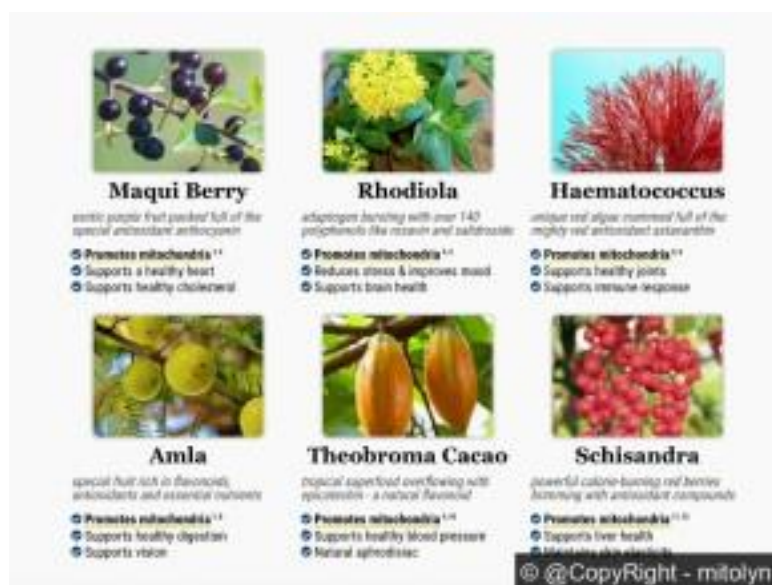 Maqui Berry
exotic purple fruit packed full of the
special antioxidant anthocyanin
Promotes mitochondria
Supports a healthy heart
Supports healthy cholesterol
Rhodiola
adaptogen bursting with over 140
polyphenols like rosavin and salidroside
Promotes mitochondria
Reduces stress & improves mood
Supports brain health
Haematococcus
unique red algae crammed full of the
mighty red antioxidant astaxanthin
Promotes mitochondria
Supports healthy joints
Supports immune response
Amla
special fruit rich in flavonoids,
antioxidants and essential nutrients
Promotes mitochondria
Supports healthy digestion
Supports vision
Theobroma Cacao
tropical superfood overflowing with
epicatechin - a natural flavonoid
Promotes mitochondria
Supports healthy blood pressure
Natural aphrodisiac
Schisandra
powerful calorie-burning red berries
brimming with antioxidant compounds
Promotes mitochondria
Supports liver health
© @CopyRight - mitolyn